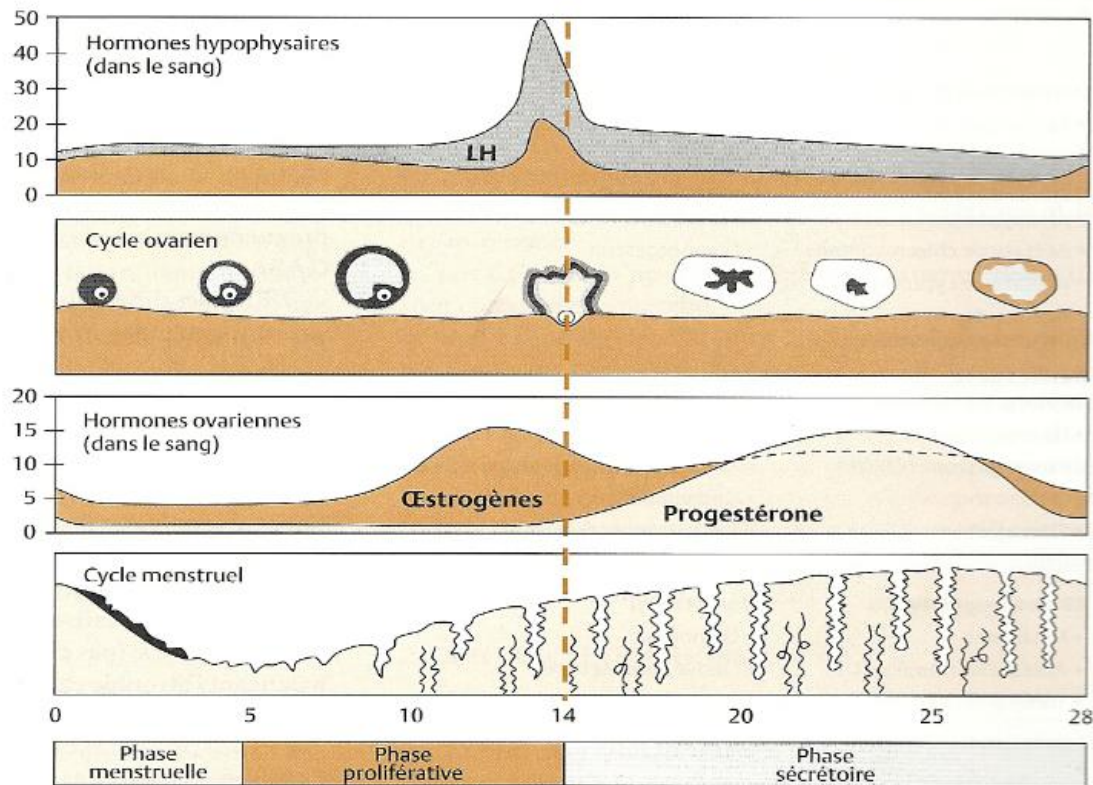 50
40
30
20
10
0
Hormones hypophysaires
(dans le sang)
LH
Cycle ovarien
20
15
10
5
0
Hormones ovariennes
(dans le sang)
Œstrogènes
Progestérone
Cycle menstruel
0 5 10 14 20 25 28
Phase
menstruelle
Phase
proliférative
Phase
sécrétoire